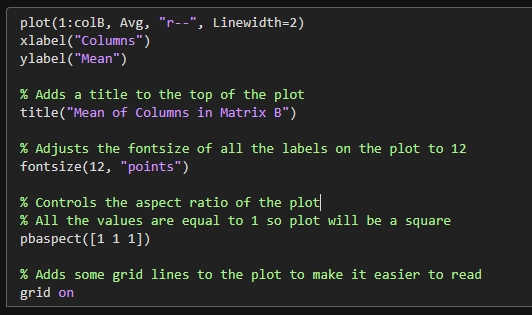 plot(1:colB, Avg, "r--", Linewidth=2)
xlabel("Columns")
ylabel("Mean")
% Adds a title to the top of the plot
title("Mean of Columns in Matrix B")
% Adjusts the fontsize of all the labels on the plot to 12
fontsize(12, "points")
% Controls the aspect ratio of the plot
% All the values are equal to 1 so plot will be a square
pbaspect([1 1 1])
% Adds some grid lines to the plot to make it easier to read
grid on